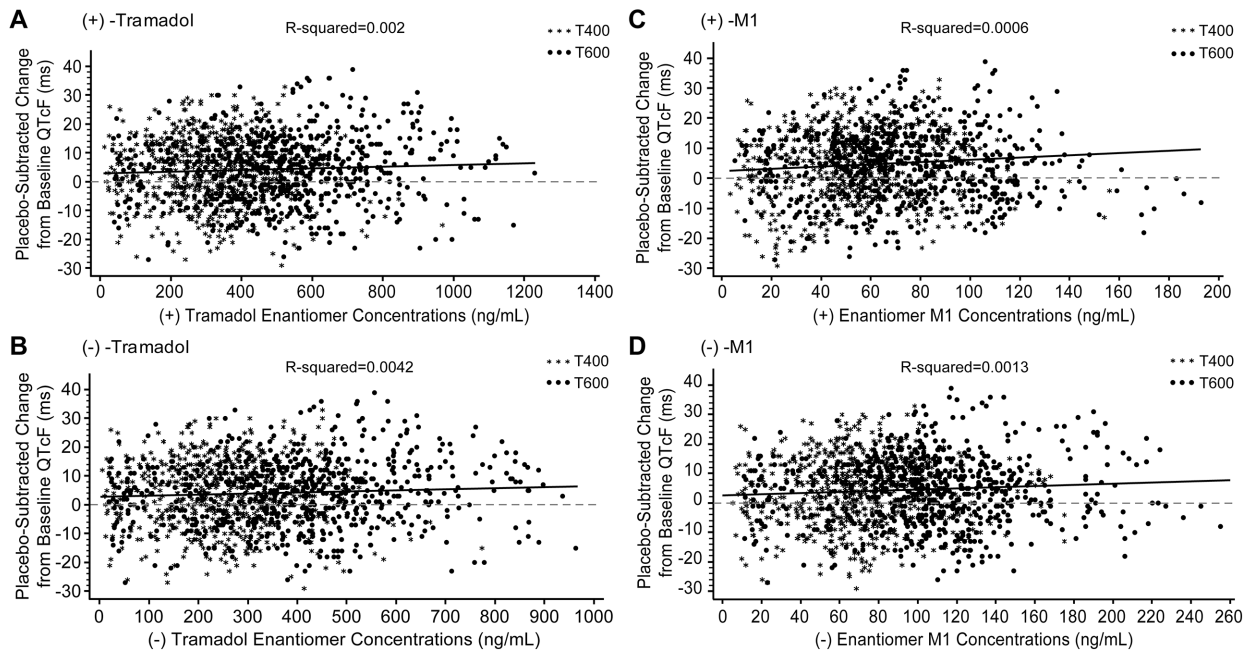 A
(+) -Tramadol
R-squared=0.002
*** T400
●●● T600
Placebo-Subtracted Change
from Baseline QTcF (ms)
40
30
20
10
0
-10
-20
-30
0 200 400 600 800 1000 1200 1400
(+) Tramadol Enantiomer Concentrations (ng/mL)
C
(+) -M1
R-squared=0.0006
*** T400
●●● T600
Placebo-Subtracted Change
from Baseline QTcF (ms)
40
30
20
10
0
-10
-20
-30
0 20 40 60 80 100 120 140 160 180 200
(+) Enantiomer M1 Concentrations (ng/mL)
B
(-) -Tramadol
R-squared=0.0042
*** T400
●●● T600
Placebo-Subtracted Change
from Baseline QTcF (ms)
40
30
20
10
0
-10
-20
-30
0 100 200 300 400 500 600 700 800 900 1000
(-) Tramadol Enantiomer Concentrations (ng/mL)
D
(-) -M1
R-squared=0.0013
*** T400
●●● T600
Placebo-Subtracted Change
from Baseline QTcF (ms)
40
30
20
10
0
-10
-20
-30
0 20 40 60 80 100 120 140 160 180 200 220 240 260
(-) Enantiomer M1 Concentrations (ng/mL)